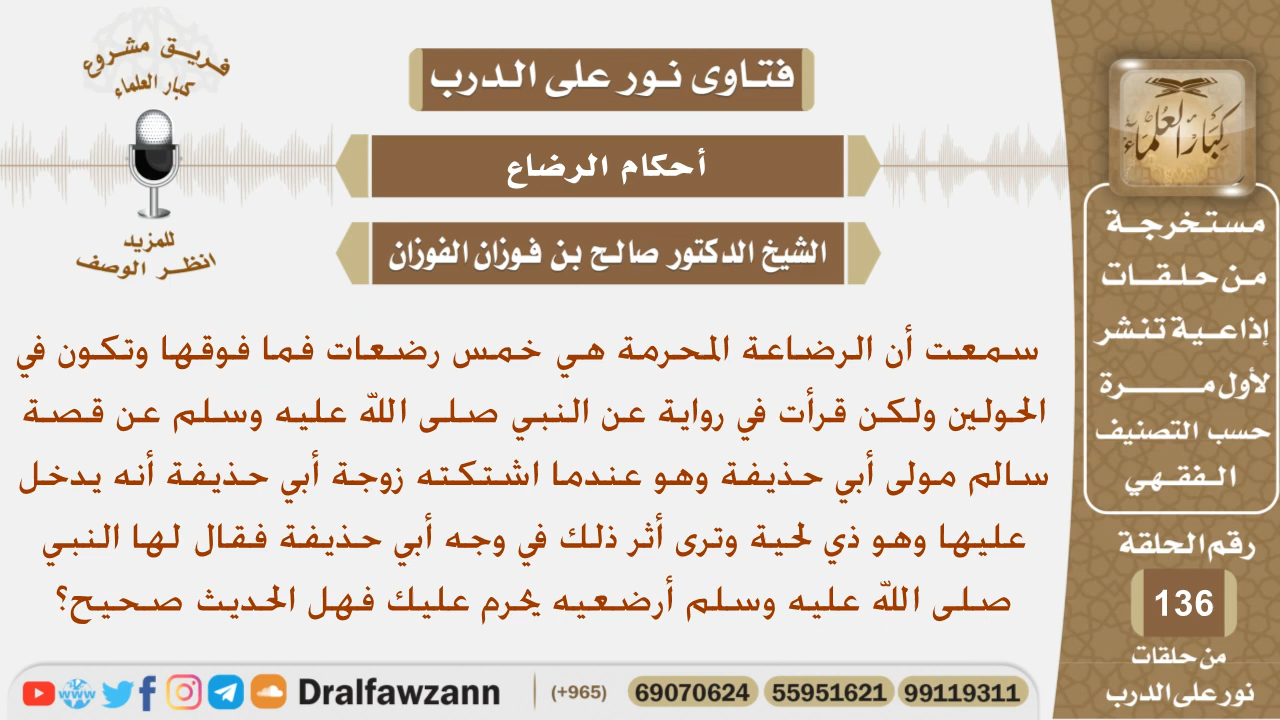 فريق مشروع
كبار العلماء
للمزيد
انظر الوصف
فتاوى نور على الدرب
أحكام الرضاع
الشيخ الدكتور صالح بن فوزان الفوزان
سمعت أن الرضاعة المحرمة هي خمس رضعات فما فوقها وتكون في
الحولين ولكن قرأت في رواية عن النبي صلى الله عليه وسلم عن قصة
سالم مولى أبي حذيفة وهو عندما اشتكته زوجة أبي حذيفة أنه يدخل
عليها وهو ذي لحية وترى أثر ذلك في وجه أبي حذيفة فقال لها النبي
صلى الله عليه وسلم أرضعيه يحرم عليك فهل الحديث صحيح؟
كبار العلماء
مستخرجة
من حلقات
إذاعية تنشر
لأول مرة
حسب التصنيف
الفقهي
رقم الحلقة
136
من حلقات
نور على الدرب
www
Dralfawzann (+965) 69070624 55951621 99119311